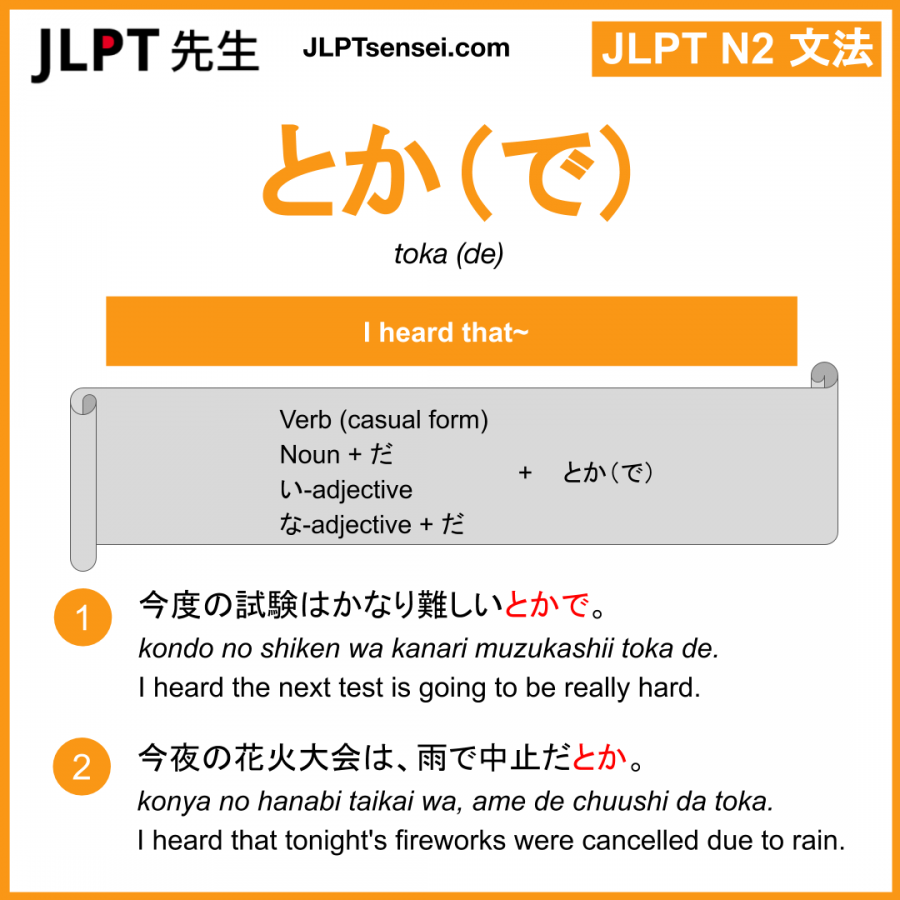 JLPT 先生
JLPTsensei.com
JLPT N2 文法
とか（で）
toka (de)
I heard that~
Verb (casual form)
Noun + だ
い-adjective
な-adjective + だ
+ とか（で）
1
今度の試験はかなり難しいとかで。
kondo no shiken wa kanari muzukashii toka de.
I heard the next test is going to be really hard.
2
今夜の花火大会は、雨で中止だとか。
konya no hanabi taikai wa, ame de chuushi da toka.
I heard that tonight's fireworks were cancelled due to rain.